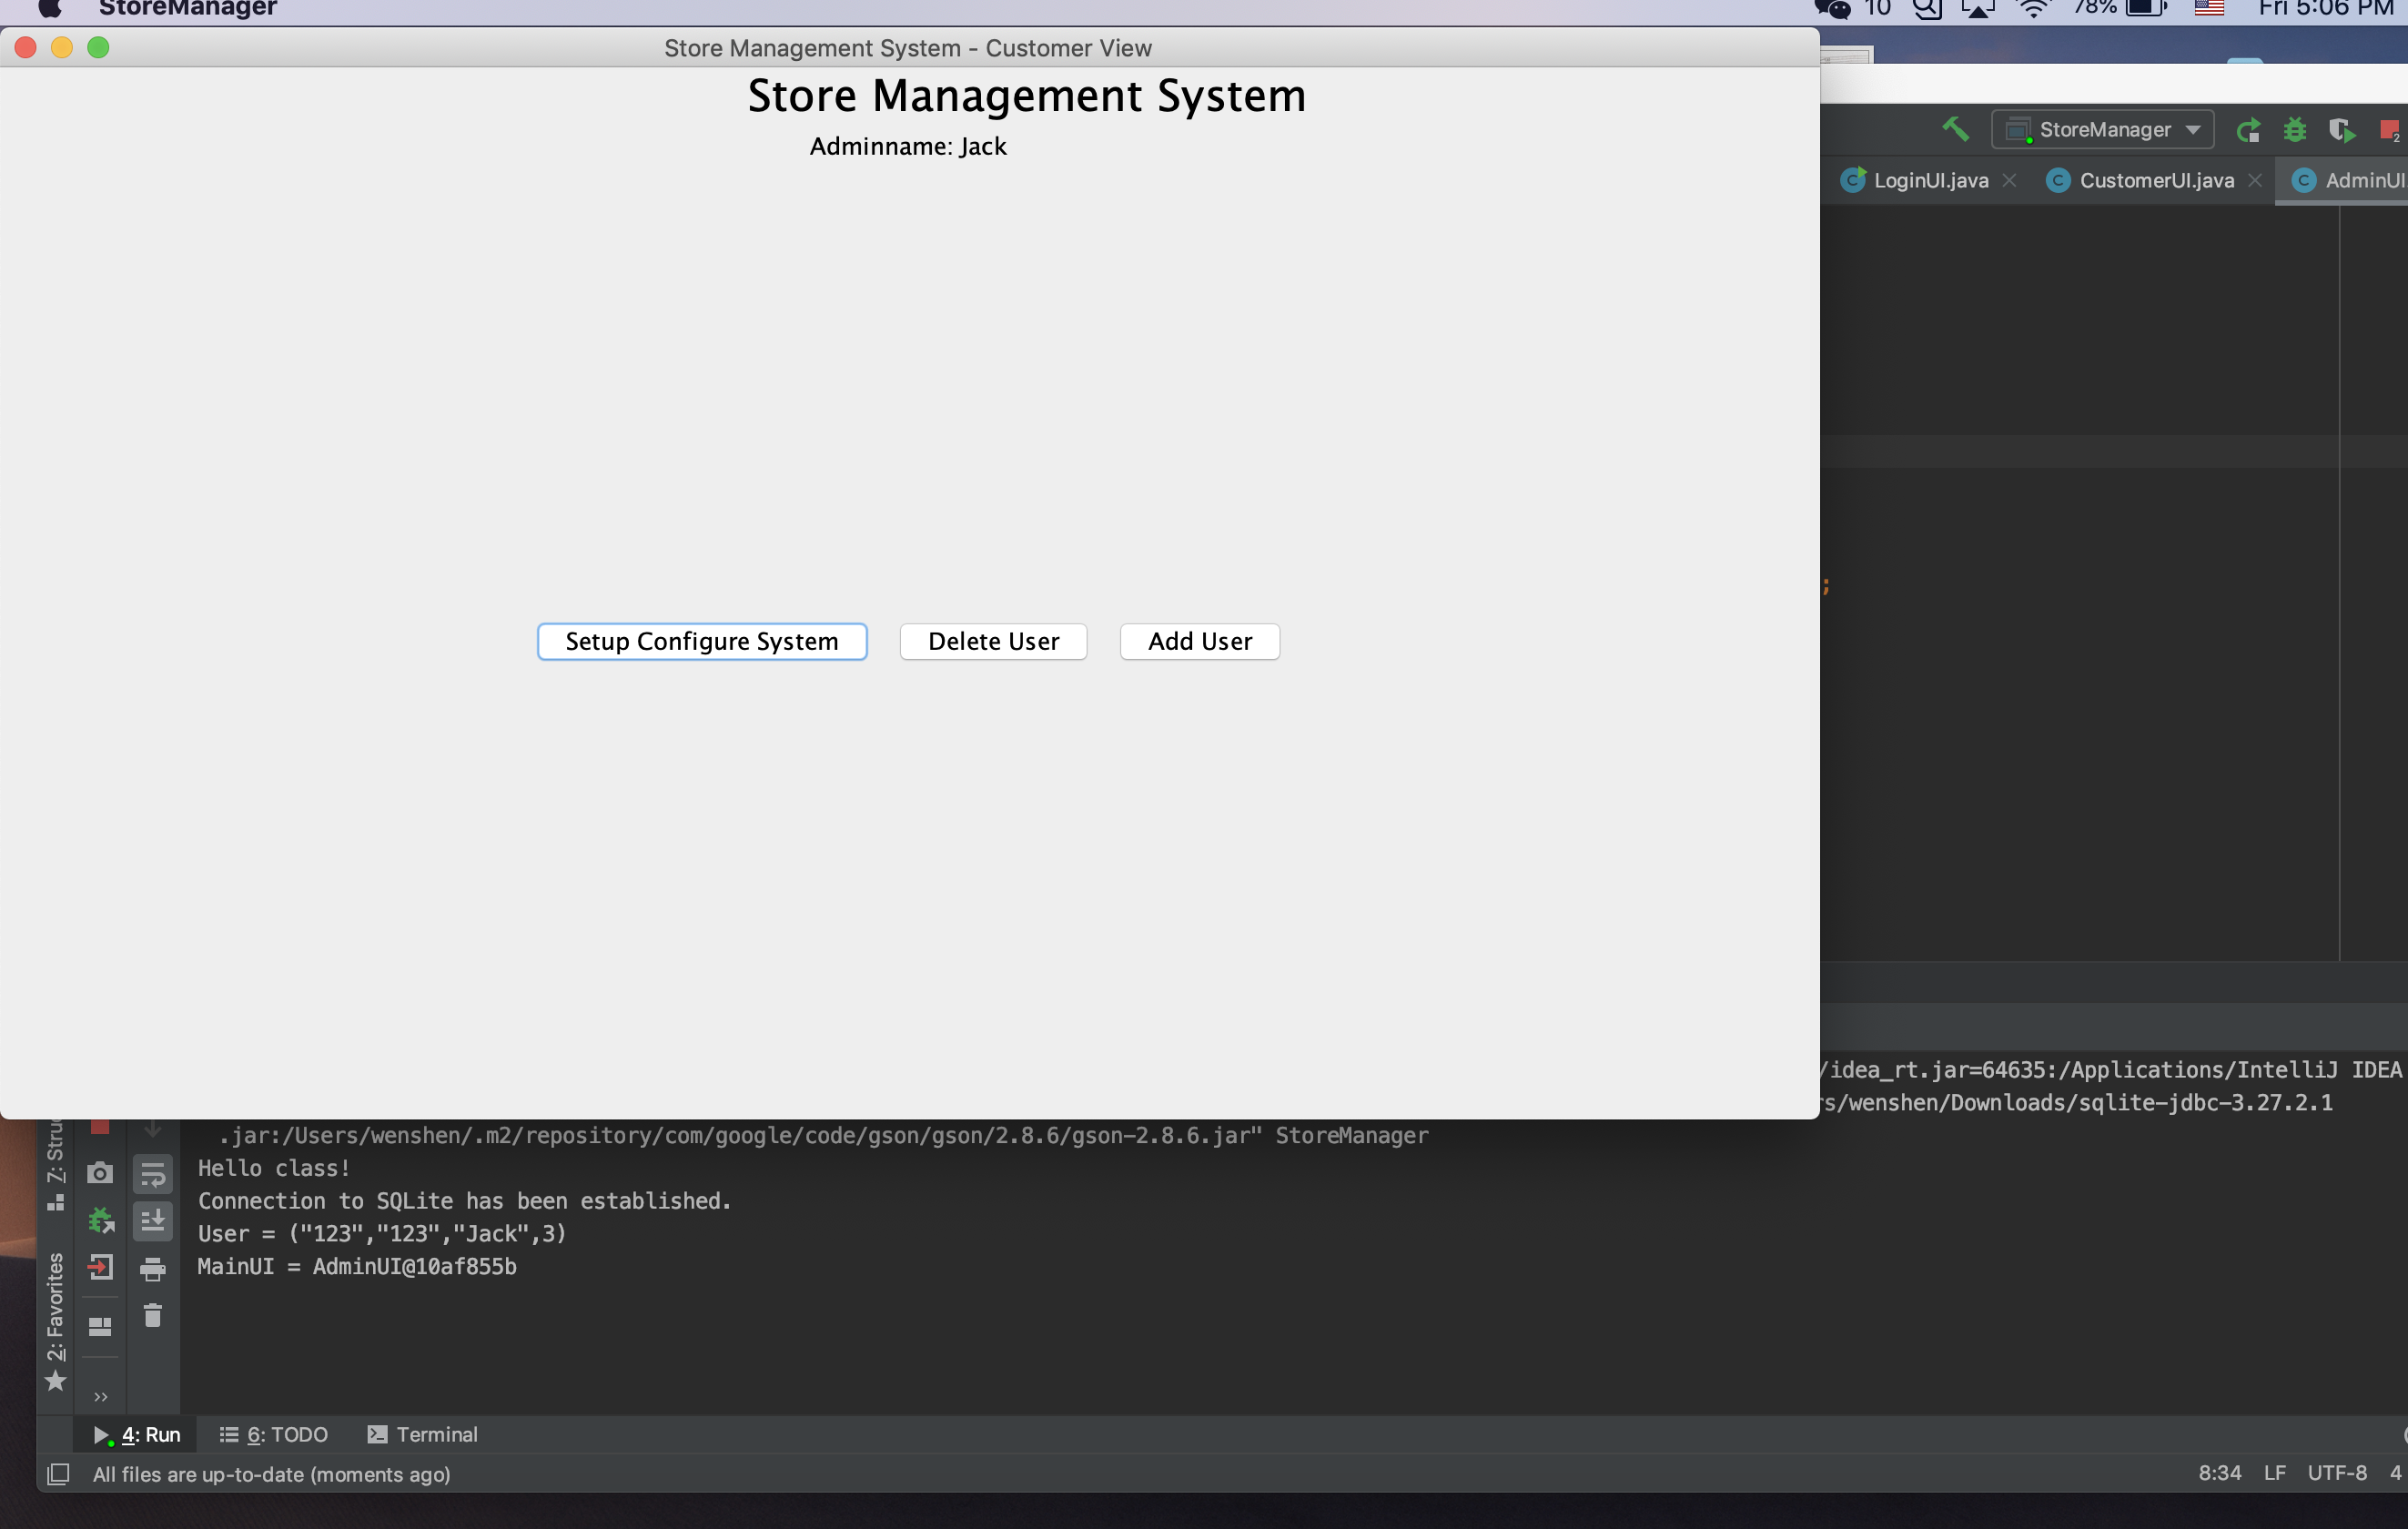 StoreManager
10
78%
Fri 5:06 PM
Store Management System - Customer View
Store Management System
Adminname: Jack
StoreManager
2
LoginUI.java
CustomerUI.java
AdminUI
;
Setup Configure System
Delete User
Add User
/idea_rt.jar=64635:/Applications/IntelliJ IDEA
rs/wenshen/Downloads/sqlite-jdbc-3.27.2.1
.jar:/Users/wenshen/.m2/repository/com/google/code/gson/gson/2.8.6/gson-2.8.6.jar" StoreManager
Hello class!
Connection to SQLite has been established.
User = ("123","123","Jack",3)
MainUI = AdminUI@10af855b
7: Struc
2: Favorites
4: Run
6: TODO
Terminal
All files are up-to-date (moments ago)
8:34 LF UTF-8 4